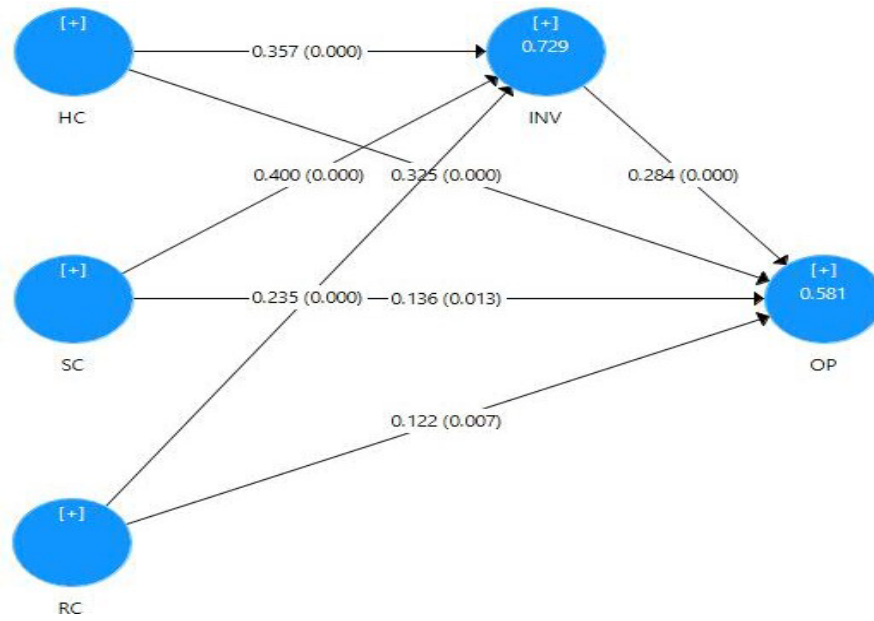 [+]
HC
[+]
0.729
INV
0.357 (0.000)
0.400 (0.000)
0.325 (0.000)
0.284 (0.000)
[+]
SC
[+]
0.581
OP
0.235 (0.000)
0.136 (0.013)
0.122 (0.007)
[+]
RC